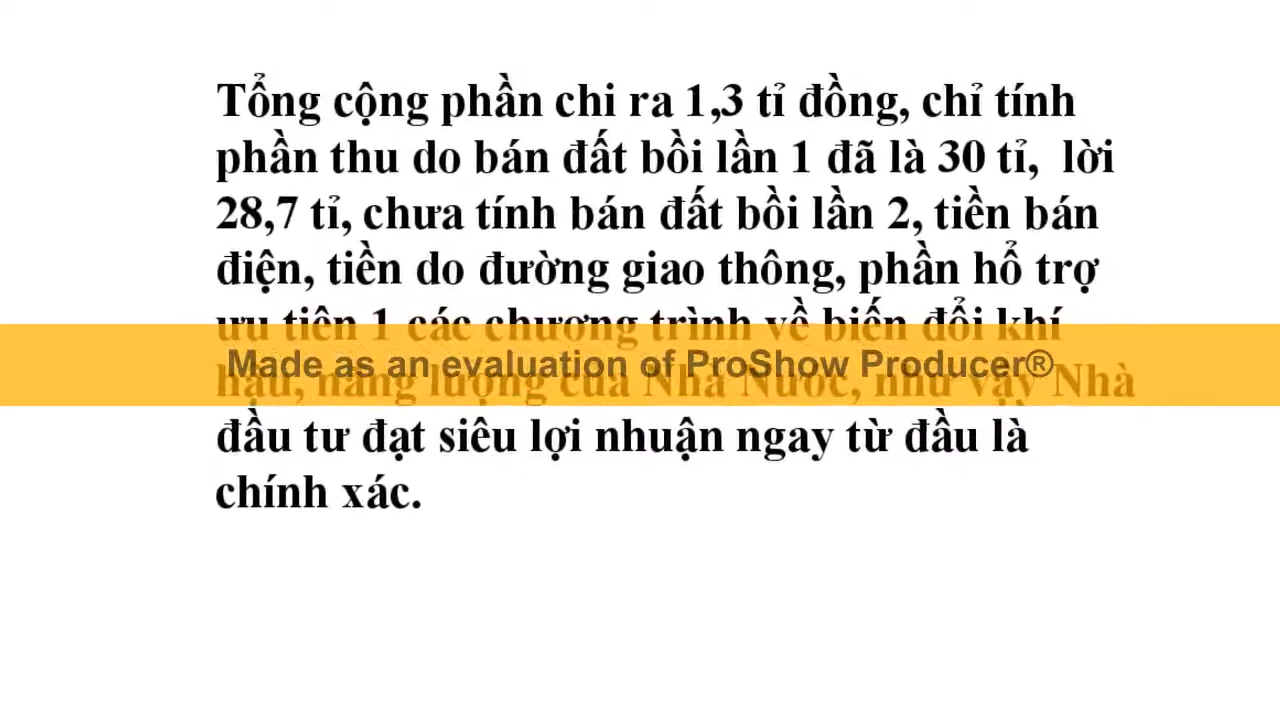 Tổng cộng phần chi ra 1,3 tỉ đồng, chỉ tính
phần thu do bán đất bồi lần 1 đã là 30 tỉ, lời
28,7 tỉ, chưa tính bán đất bồi lần 2, tiền bán
điện, tiền do đường giao thông, phần hổ trợ
ưu tiên 1 các chương trình về biến đổi khí
Made as an evaluation of ProShow Producer®
hậu, năng lượng của Nhà Nước, như vậy Nhà
đầu tư đạt siêu lợi nhuận ngay từ đầu là
chính xác.